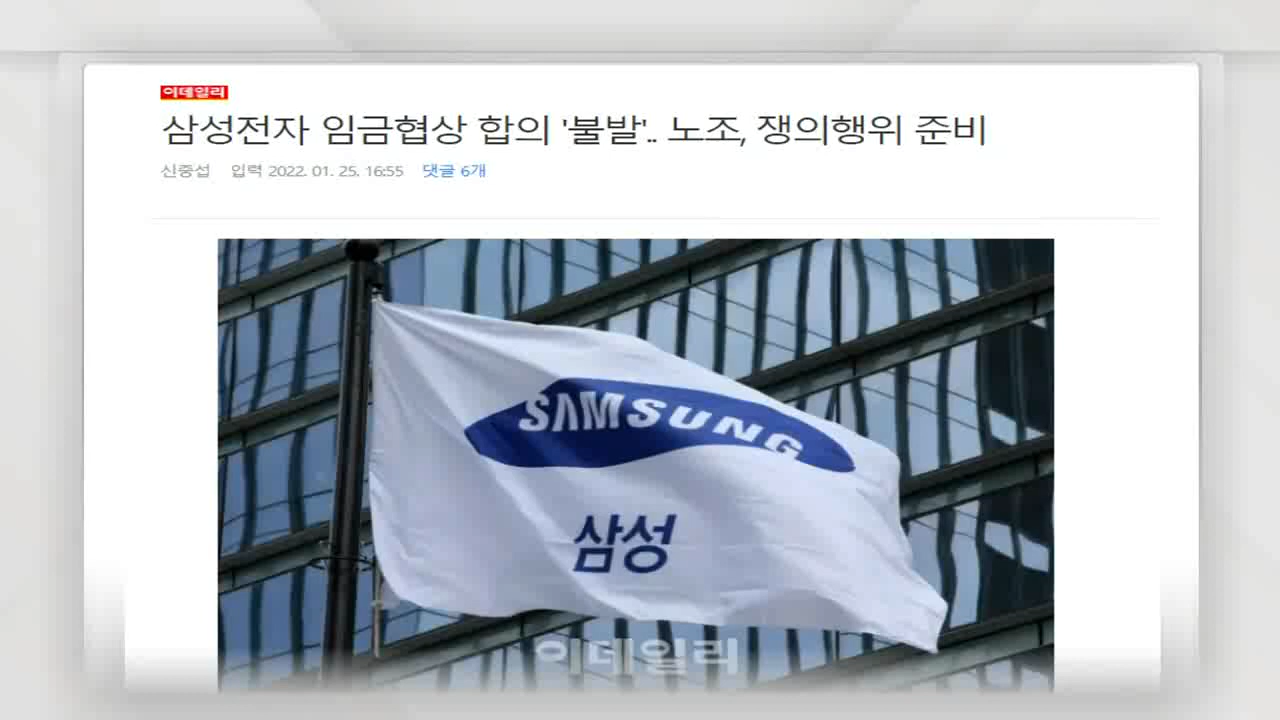 이데일리
삼성전자 임금협상 합의 '불발'.. 노조, 쟁의행위 준비
신중섭 입력 2022. 01. 25. 16:55 댓글 6개
SAMSUNG
삼성
이데일리